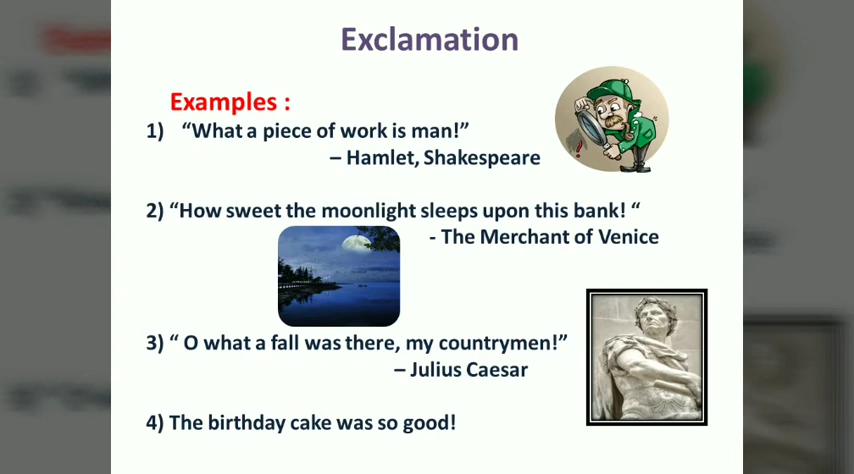 Exclamation
Examples :
1) “What a piece of work is man!”
– Hamlet, Shakespeare
2) “How sweet the moonlight sleeps upon this bank! “
- The Merchant of Venice
3) “ O what a fall was there, my countrymen!”
– Julius Caesar
4) The birthday cake was so good!